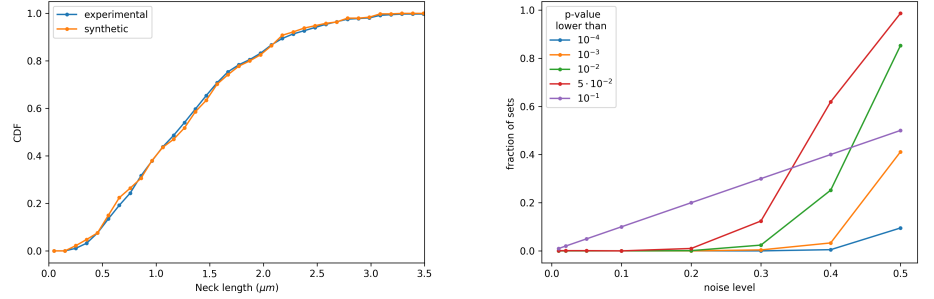 experimental
synthetic
CDF
1.0
0.8
0.6
0.4
0.2
0.0
0.0 0.5 1.0 1.5 2.0 2.5 3.0 3.5
Neck length (μm)
p-value
lower than
10⁻⁴
10⁻³
10⁻²
5 · 10⁻²
10⁻¹
fraction of sets
1.0
0.8
0.6
0.4
0.2
0.0
0.0 0.1 0.2 0.3 0.4 0.5
noise level